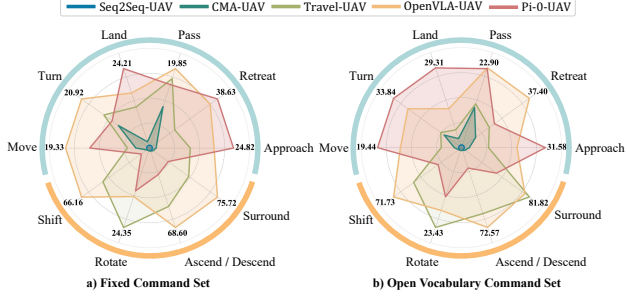 Seq2Seq-UAV CMA-UAV Travel-UAV OpenVLA-UAV Pi-0-UAV
Land Pass
24.21 19.85
Turn Retreat
20.92 38.63
Move 19.33 24.82 Approach
66.16 75.72
Shift Surround
24.35 68.60
Rotate Ascend / Descend
a) Fixed Command Set
Land Pass
29.31 22.90
Turn Retreat
33.84 37.40
Move 19.44 31.58 Approach
71.73 81.82
Shift Surround
23.43 72.57
Rotate Ascend / Descend
b) Open Vocabulary Command Set